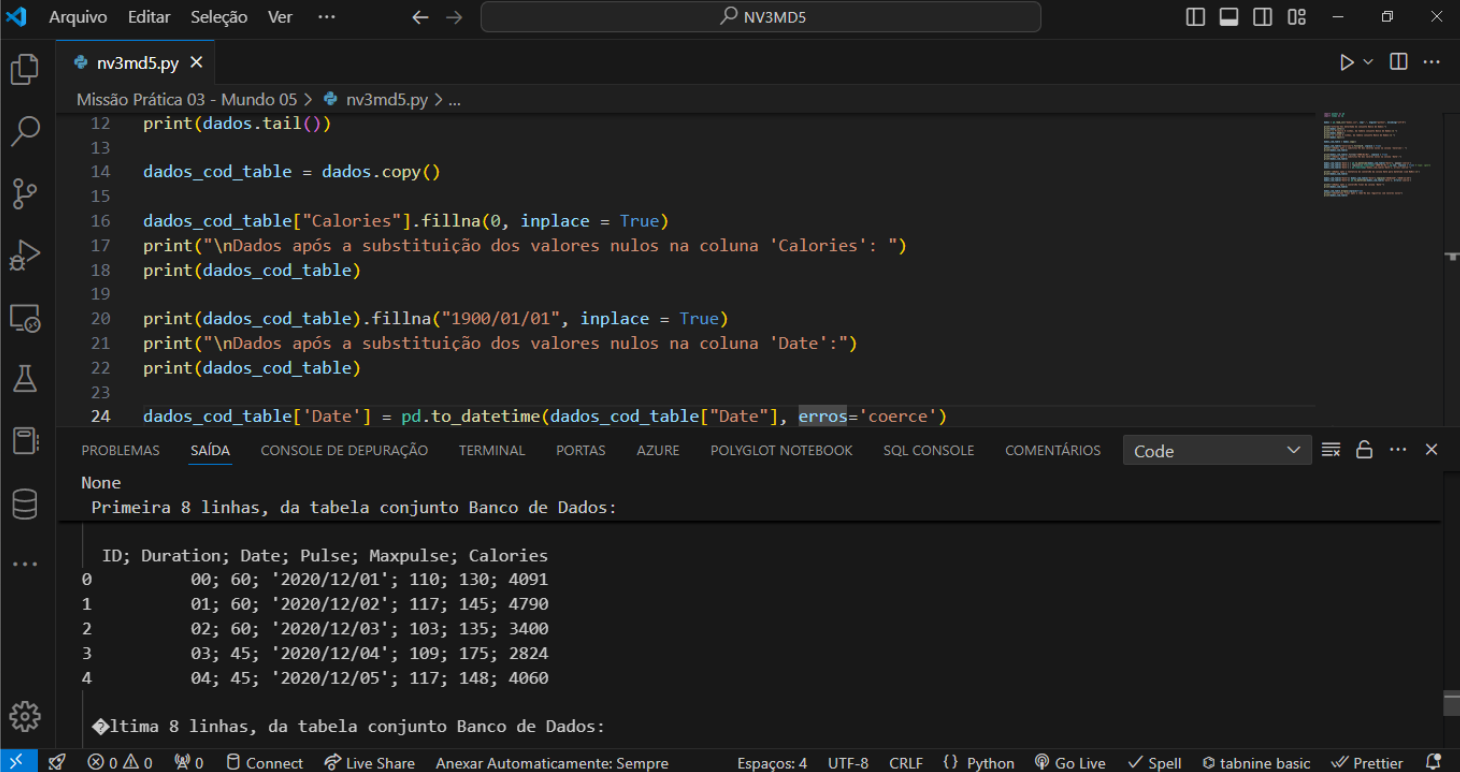 Arquivo Editar Seleção Ver ··· NV3MD5
nv3md5.py
Missão Prática 03 - Mundo 05 > nv3md5.py > ...
12 print(dados.tail())
13
14 dados_cod_table = dados.copy()
15
16 dados_cod_table["Calories"].fillna(0, inplace = True)
17 print("\nDados após a substituição dos valores nulos na coluna 'Calories': ")
18 print(dados_cod_table)
19
20 print(dados_cod_table).fillna("1900/01/01", inplace = True)
21 print("\nDados após a substituição dos valores nulos na coluna 'Date':")
22 print(dados_cod_table)
23
24 dados_cod_table['Date'] = pd.to_datetime(dados_cod_table["Date"], erros='coerce')
PROBLEMAS SAÍDA CONSOLE DE DEPURAÇÃO TERMINAL PORTAS AZURE POLYGLOT NOTEBOOK SQL CONSOLE COMENTÁRIOS Code
None
Primeira 8 linhas, da tabela conjunto Banco de Dados:
ID; Duration; Date; Pulse; Maxpulse; Calories
0 00; 60; '2020/12/01'; 110; 130; 4091
1 01; 60; '2020/12/02'; 117; 145; 4790
2 02; 60; '2020/12/03'; 103; 135; 3400
3 03; 45; '2020/12/04'; 109; 175; 2824
4 04; 45; '2020/12/05'; 117; 148; 4060
�ltima 8 linhas, da tabela conjunto Banco de Dados:
0 0 0 Connect Live Share Anexar Automaticamente: Sempre Espaços: 4 UTF-8 CRLF {} Python Go Live Spell tabnine basic Prettier